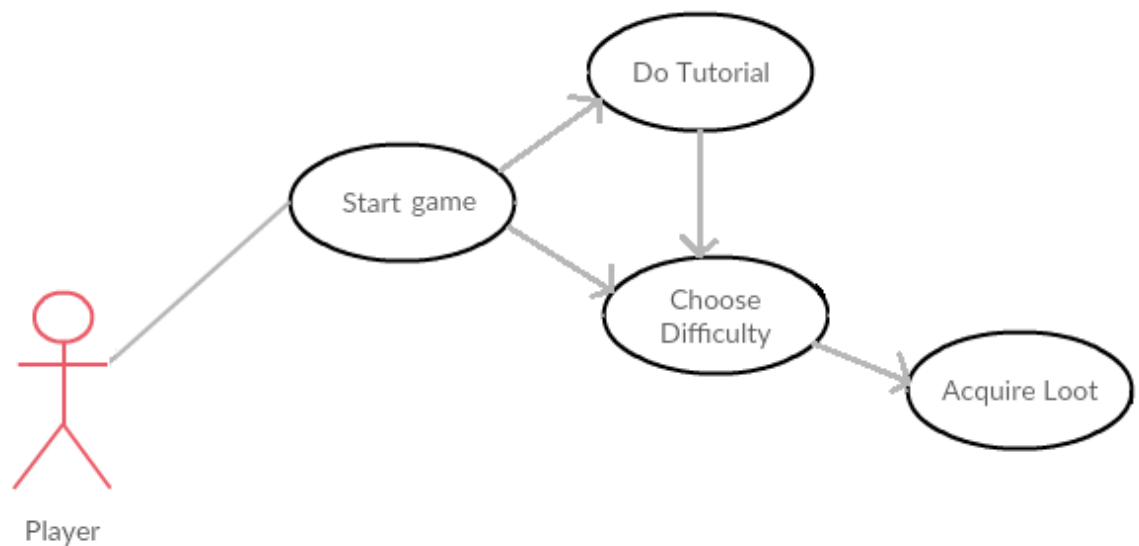 Do Tutorial
Start game
Choose
Difficulty
Acquire Loot
Player